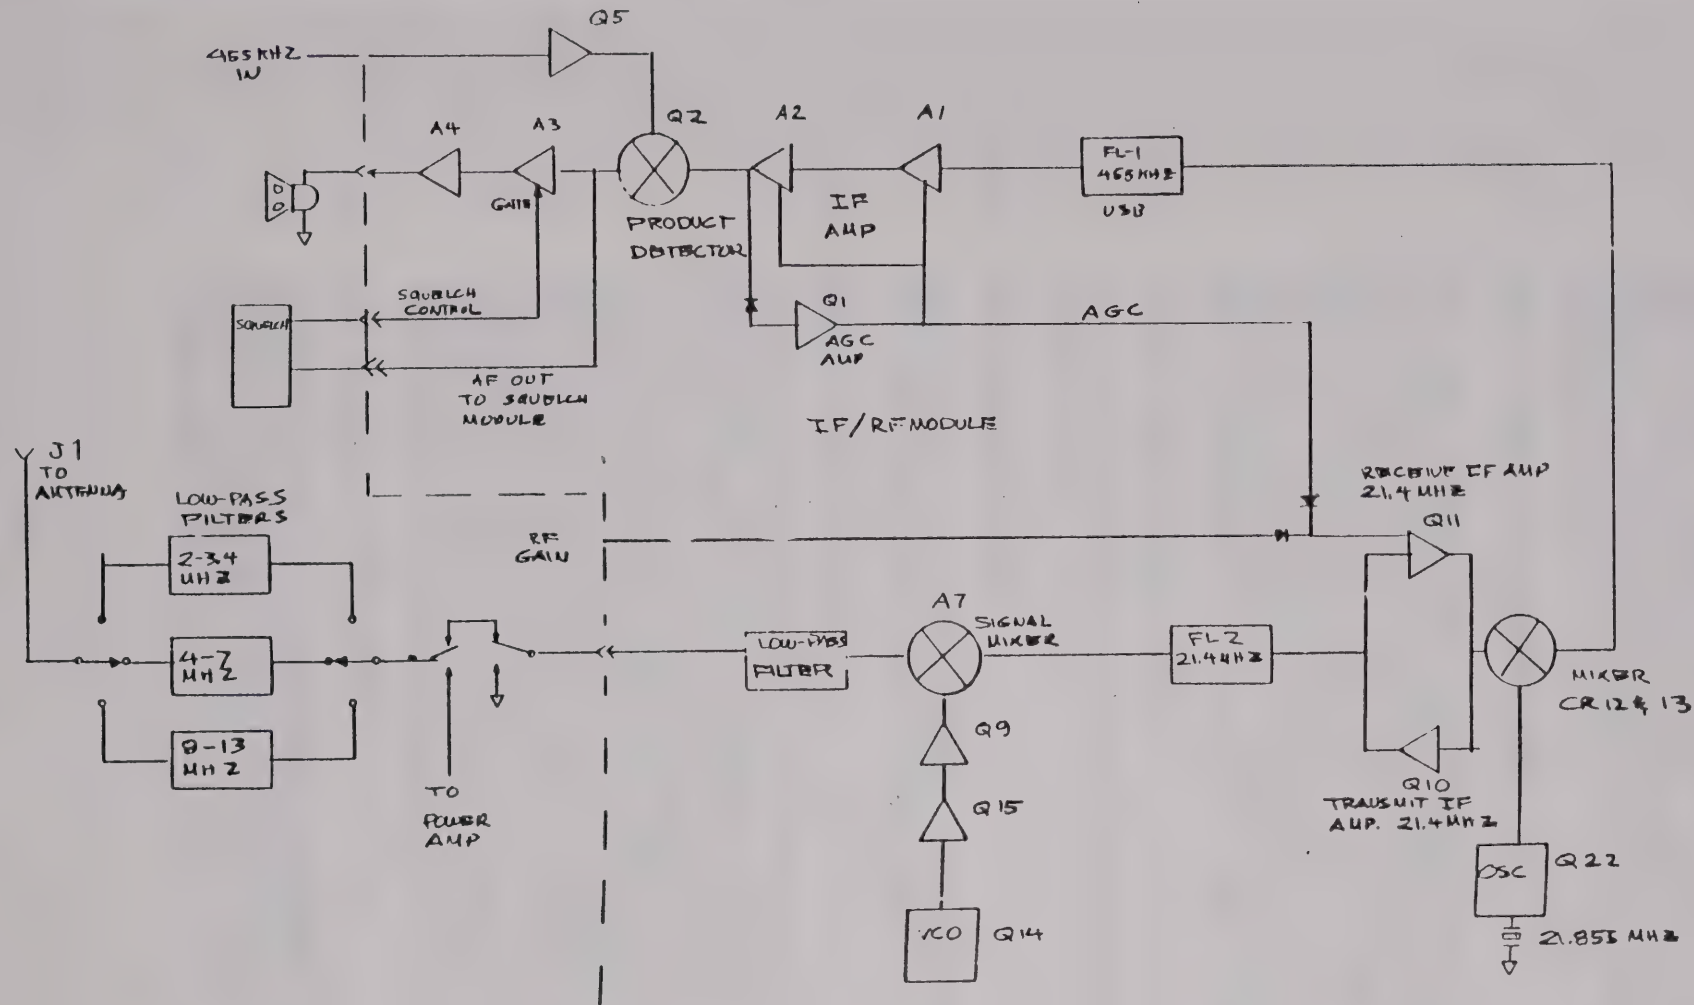 Q5
455 KHZ
IN
A4
A3
Q2
A2
A1
FL-1
455 KHZ
USB
GAIN
PRODUCT
DETECTOR
IF
AMP
SQUELCH
CONTROL
SQUELCH
Q1
AGC
AMP
AGC
AF OUT
TO SQUELCH
MODULE
IF/RF MODULE
J1
TO
ANTENNA
LOW-PASS
FILTERS
2-3.4
MHZ
4-7
MHZ
8-13
MHZ
RF
GAIN
RECEIVE IF AMP
21.4 MHZ
Q11
A7
SIGNAL
MIXER
LOW-PASS
FILTER
FL2
21.4 MHZ
MIXER
CR12 & 13
Q9
Q15
VCO
Q14
TO
POWER
AMP
Q10
TRANSMIT IF
AMP. 21.4 MHZ
OSC
Q22
21.855 MHZ